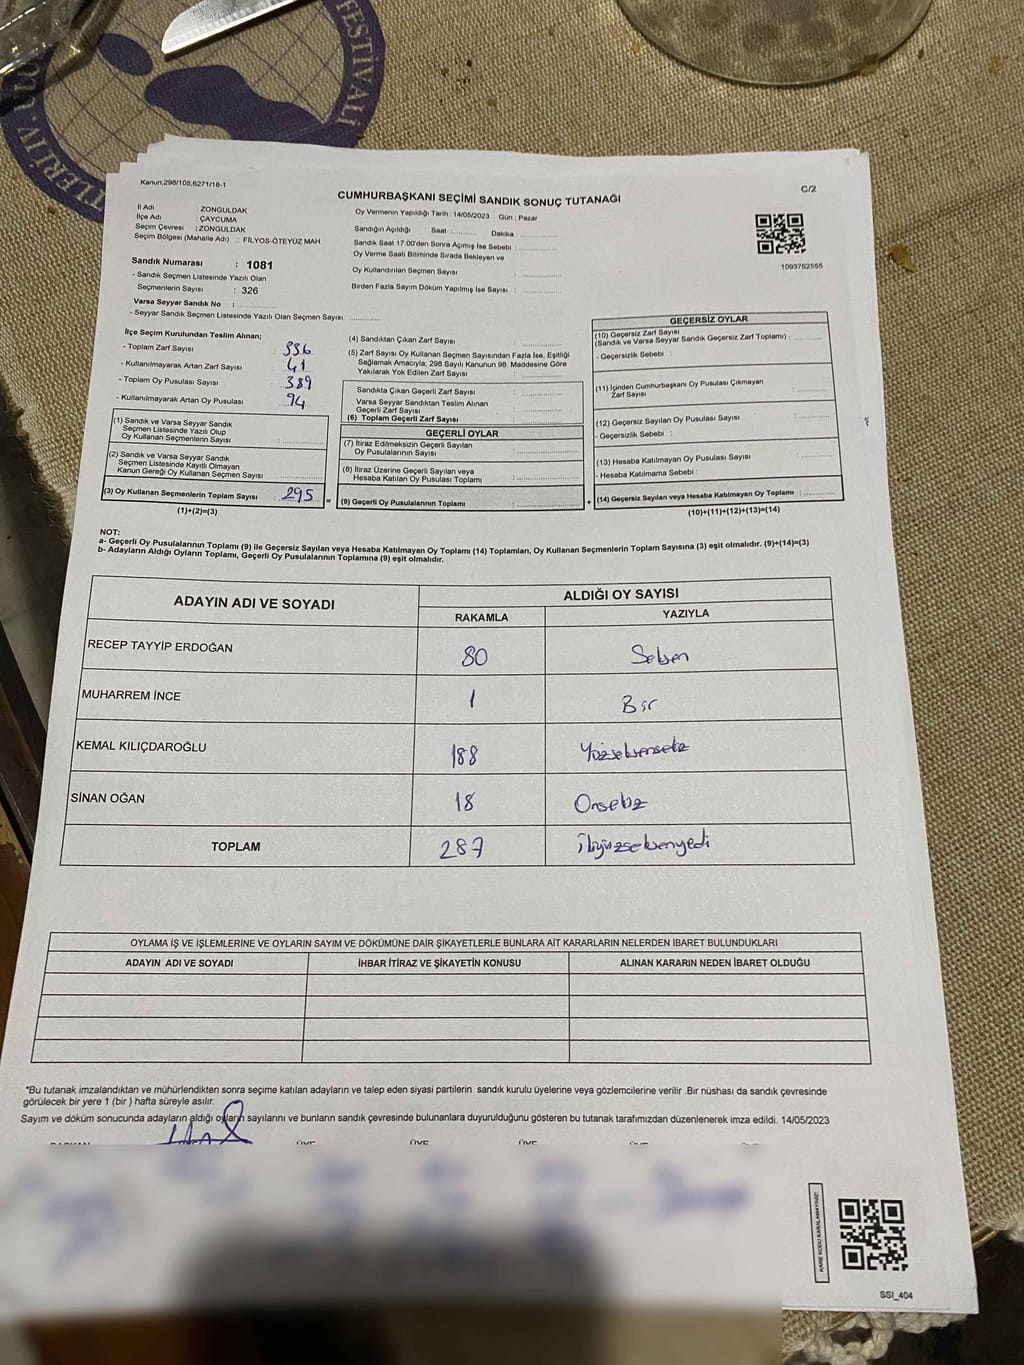 FESTİVALİ
Kanun:298/105,6271/18-1
C/2
CUMHURBAŞKANI SEÇİMİ SANDIK SONUÇ TUTANAĞI
İl Adı : ZONGULDAK
İlçe Adı : ÇAYCUMA
Seçim Çevresi : ZONGULDAK
Seçim Bölgesi (Mahalle Adı) : FİLYOS-ÖTEYÜZ MAH.
Sandık Numarası : 1081
- Sandık Seçmen Listesinde Yazılı Olan
Seçmenlerin Sayısı : 326
Varsa Seyyar Sandık No :
- Seyyar Sandık Seçmen Listesinde Yazılı Olan Seçmen Sayısı:
Oy Vermenin Yapıldığı Tarih : 14/05/2023 Gün : Pazar
Sandığın Açıldığı Saat Dakika :
Sandık Saat 17:00'den Sonra Açımış İse Sebebi :
Oy Verme Saati Bitiminde Sırada Bekleyen ve
Oy Kullandırılan Seçmen Sayısı :
Birden Fazla Sayım Döküm Yapılmış İse Sayısı :
1093762556
İlçe Seçim Kurulundan Teslim Alınan;
- Toplam Zarf Sayısı : 336
- Kullanılmayarak Artan Zarf Sayısı : 41
- Toplam Oy Pusulası Sayısı : 389
- Kullanılmayarak Artan Oy Pusulası : 94
(1) Sandık ve Varsa Seyyar Sandık
Seçmen Listesinde Yazılı Olup
Oy Kullanan Seçmenlerin Sayısı :
(2) Sandık ve Varsa Seyyar Sandık
Seçmen Listesinde Kayıtlı Olmayan
Kanun Gereği Oy Kullanan Seçmen Sayısı :
(3) Oy Kullanan Seçmenlerin Toplam Sayısı : 295
(1)+(2)=(3)
(4) Sandıktan Çıkan Zarf Sayısı :
(5) Zarf Sayısı Oy Kullanan Seçmen Sayısından Fazla İse, Eşitliği
Sağlamak Amacıyla, 298 Sayılı Kanunun 98. Maddesine Göre
Yakılarak Yok Edilen Zarf Sayısı :
Sandıkta Çıkan Geçerli Zarf Sayısı :
Varsa Seyyar Sandıktan Teslim Alınan
Geçerli Zarf Sayısı :
(6) Toplam Geçerli Zarf Sayısı :
GEÇERLİ OYLAR
(7) İtiraz Edilmeksizin Geçerli Sayılan
Oy Pusulalarının Sayısı :
(8) İtiraz Üzerine Geçerli Sayılan veya
Hesaba Katılan Oy Pusulası Toplamı :
= (9) Geçerli Oy Pusulalarının Toplamı :
GEÇERSİZ OYLAR
(10) Geçersiz Zarf Sayısı
(Sandık ve Varsa Seyyar Sandık Geçersiz Zarf Toplamı) :
- Geçersizlik Sebebi :
(11) İçinden Cumhurbaşkanı Oy Pusulası Çıkmayan
Zarf Sayısı :
(12) Geçersiz Sayılan Oy Pusulası Sayısı :
- Geçersizlik Sebebi :
(13) Hesaba Katılmayan Oy Pusulası Sayısı :
- Hesaba Katılmama Sebebi :
+ (14) Geçersiz Sayılan veya Hesaba Katılmayan Oy Toplamı :
(10)+(11)+(12)+(13)=(14)
NOT:
a- Geçerli Oy Pusulalarının Toplamı (9) ile Geçersiz Sayılan veya Hesaba Katılmayan Oy Toplamı (14) Toplamları, Oy Kullanan Seçmenlerin Toplam Sayısına (3) eşit olmalıdır. (9)+(14)=(3)
b- Adayların Aldığı Oyların Toplamı, Geçerli Oy Pusulalarının Toplamına (9) eşit olmalıdır.
ADAYIN ADI VE SOYADI ALDIĞI OY SAYISI
RAKAMLA YAZIYLA
RECEP TAYYİP ERDOĞAN 80 Seksen
MUHARREM İNCE 1 Bir
KEMAL KILIÇDAROĞLU 188 Yüzseksensekiz
SİNAN OĞAN 18 Onsekiz
TOPLAM 287 ikiyüzseksenyedi
OYLAMA İŞ VE İŞLEMLERİNE VE OYLARIN SAYIM VE DÖKÜMÜNE DAİR ŞİKAYETLERLE BUNLARA AİT KARARLARIN NELERDEN İBARET BULUNDUKLARI
ADAYIN ADI VE SOYADI İHBAR İTİRAZ VE ŞİKAYETİN KONUSU ALINAN KARARIN NEDEN İBARET OLDUĞU
*Bu tutanak imzalandıktan ve mühürlendikten sonra seçime katılan adayların ve talep eden siyasi partilerin sandık kurulu üyelerine veya gözlemcilerine verilir .Bir nüshası da sandık çevresinde
görülecek bir yere 1 (bir ) hafta süreyle asılır.
Sayım ve döküm sonucunda adayların aldığı oyların sayılarını ve bunların sandık çevresinde bulunanlara duyurulduğunu gösteren bu tutanak tarafımızdan düzenlenerek imza edildi. 14/05/2023
ÜYE ÜYE ÜYE ÜYE
KARE KODU KARALAMAYINIZ!
SSI_404